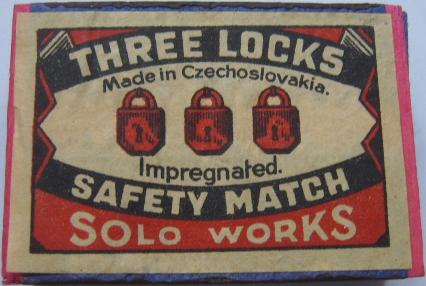 THREE LOCKS
Made in Czechoslovakia.
Impregnated.
SAFETY MATCH
SOLO WORKS